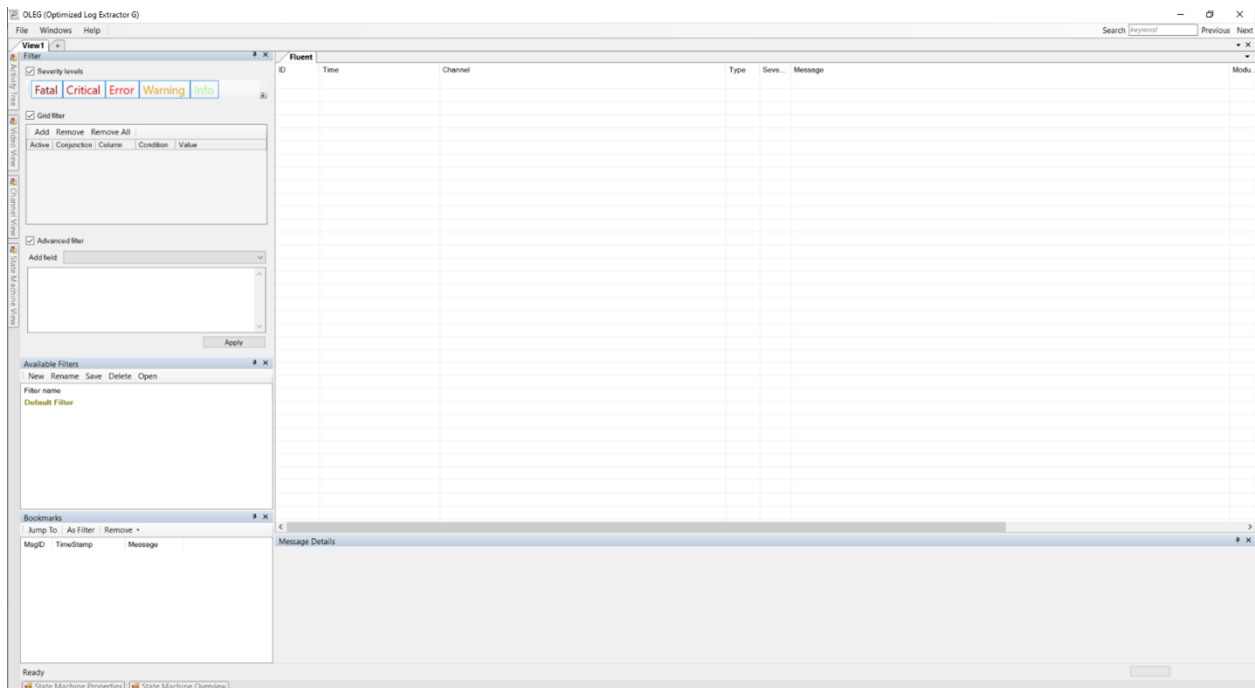 OLEG (Optimized Log Extractor G)
File Windows Help
Search keyword Previous Next
View1 +
Activity Tree
Video View
Channel View
State Machine View
Filter
Severity levels
Fatal Critical Error Warning Info
Grid filter
Add Remove Remove All
Active Conjunction Column Condition Value
Advanced filter
Add field
Apply
Available Filters
New Rename Save Delete Open
Filter name
Default Filter
Bookmarks
Jump To As Filter Remove
MsgID TimeStamp Message
Fluent
ID Time Channel Type Seve... Message Modu...
Message Details
Ready
State Machine Properties State Machine Overview